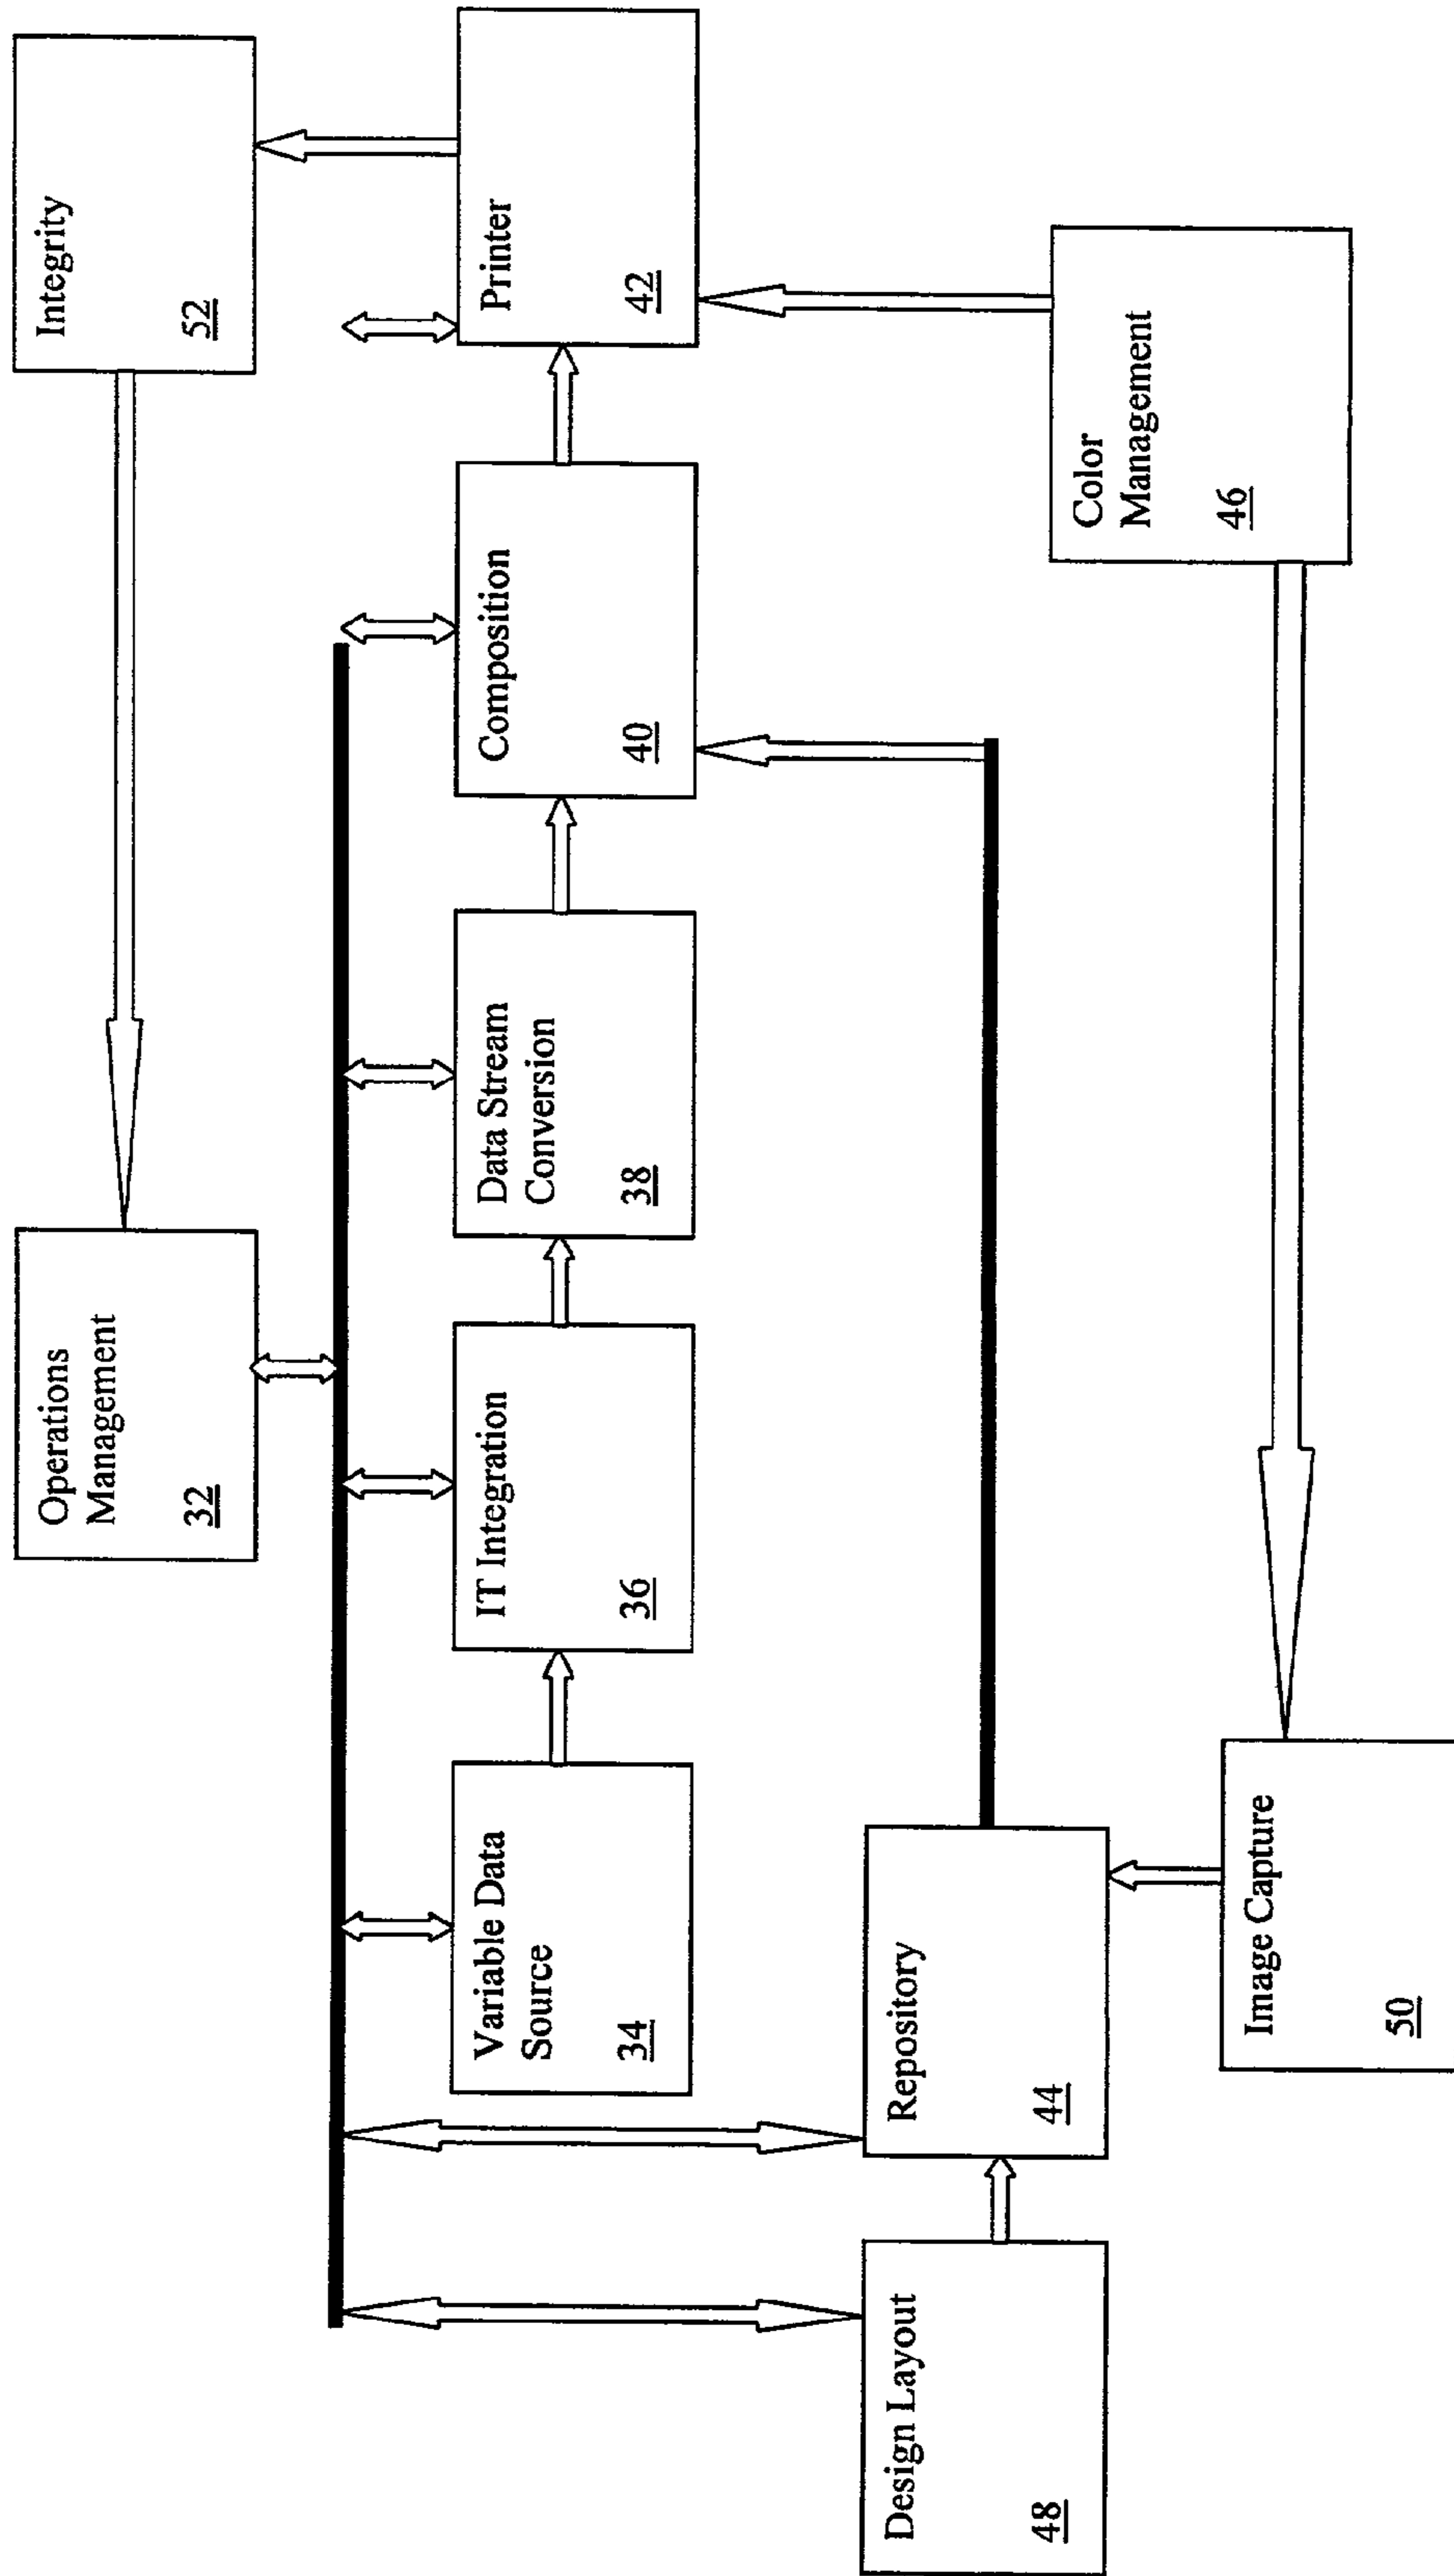 Operations
Management
32
Integrity
52
Variable Data
Source
34
IT Integration
36
Data Stream
Conversion
38
Composition
40
Printer
42
Design Layout
48
Repository
44
Color
Management
46
Image Capture
50